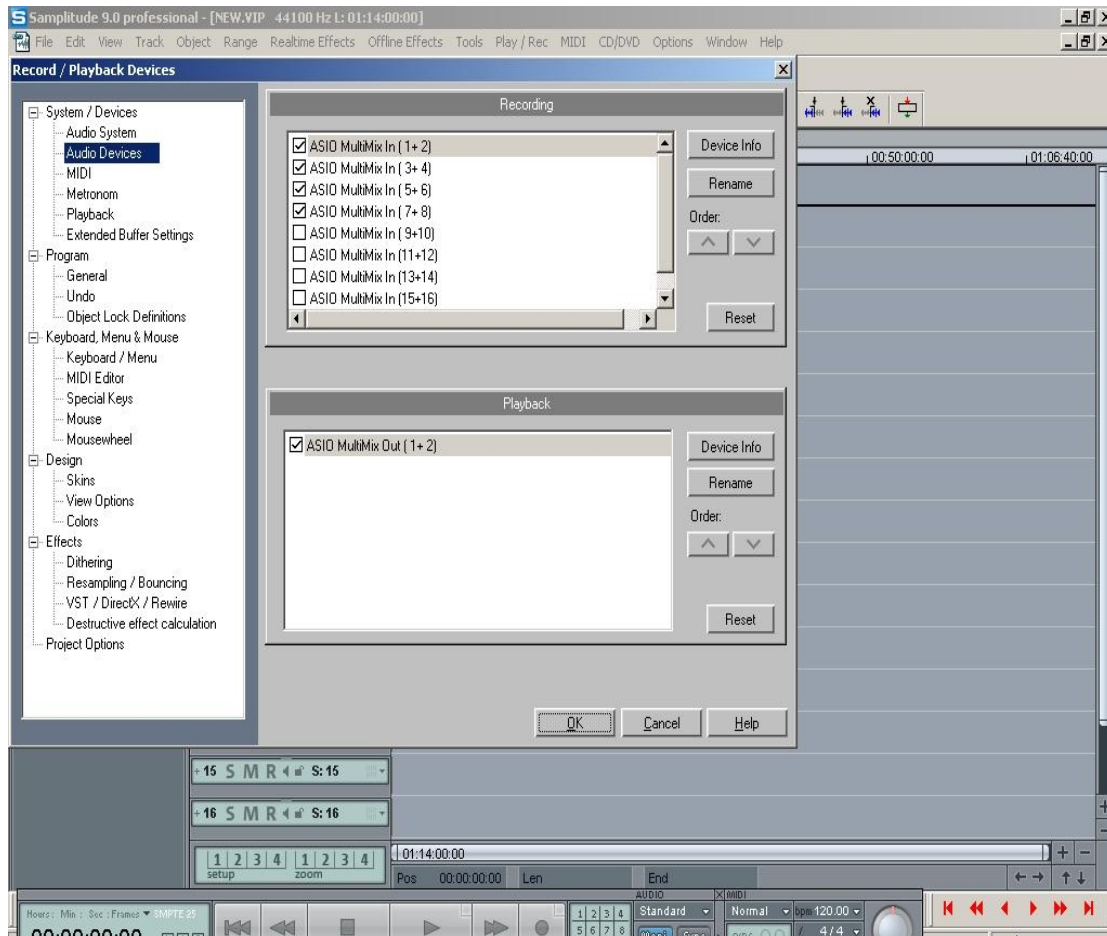 Samplitude 9.0 professional - [NEW.VIP 44100 Hz L: 01:14:00:00]
File Edit View Track Object Range Realtime Effects Offline Effects Tools Play / Rec MIDI CD/DVD Options Window Help
Record / Playback Devices
System / Devices
Audio System
Audio Devices
MIDI
Metronom
Playback
Extended Buffer Settings
Program
General
Undo
Object Lock Definitions
Keyboard, Menu & Mouse
Keyboard / Menu
MIDI Editor
Special Keys
Mouse
Mousewheel
Design
Skins
View Options
Colors
Effects
Dithering
Resampling / Bouncing
VST / DirectX / Rewire
Destructive effect calculation
Project Options
Recording
ASIO MultiMix In ( 1+ 2)
ASIO MultiMix In ( 3+ 4)
ASIO MultiMix In ( 5+ 6)
ASIO MultiMix In ( 7+ 8)
ASIO MultiMix In ( 9+10)
ASIO MultiMix In (11+12)
ASIO MultiMix In (13+14)
ASIO MultiMix In (15+16)
Device Info
Rename
Order:
Reset
Playback
ASIO MultiMix Out ( 1+ 2)
Device Info
Rename
Order:
Reset
OK Cancel Help
00:50:00:00 01:06:40:00
15 S M R S: 15
16 S M R S: 16
1 2 3 4 1 2 3 4
setup zoom
01:14:00:00
Pos 00:00:00:00 Len End
Hours : Min : Sec : Frames SMPTE 25
00:00:00:00
1 2 3 4
5 6 7 8
AUDIO MIDI
Standard Normal bpm 120.00
Sync 4/4